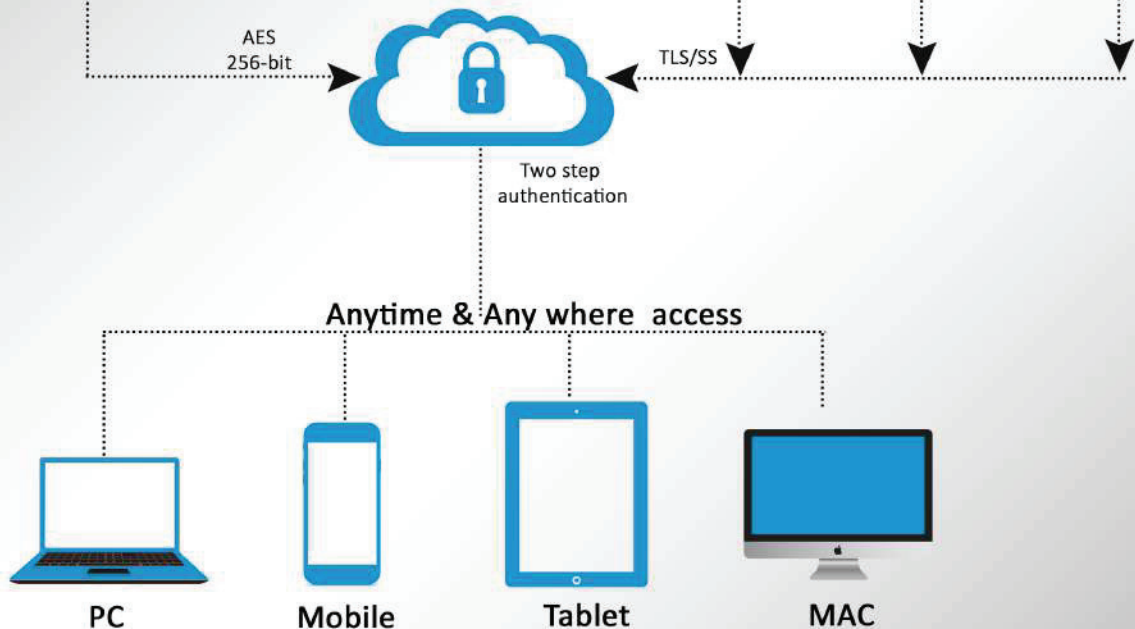 AES
256-bit
TLS/SS
Two step
authentication
Anytime & Any where access
PC
Mobile
Tablet
MAC